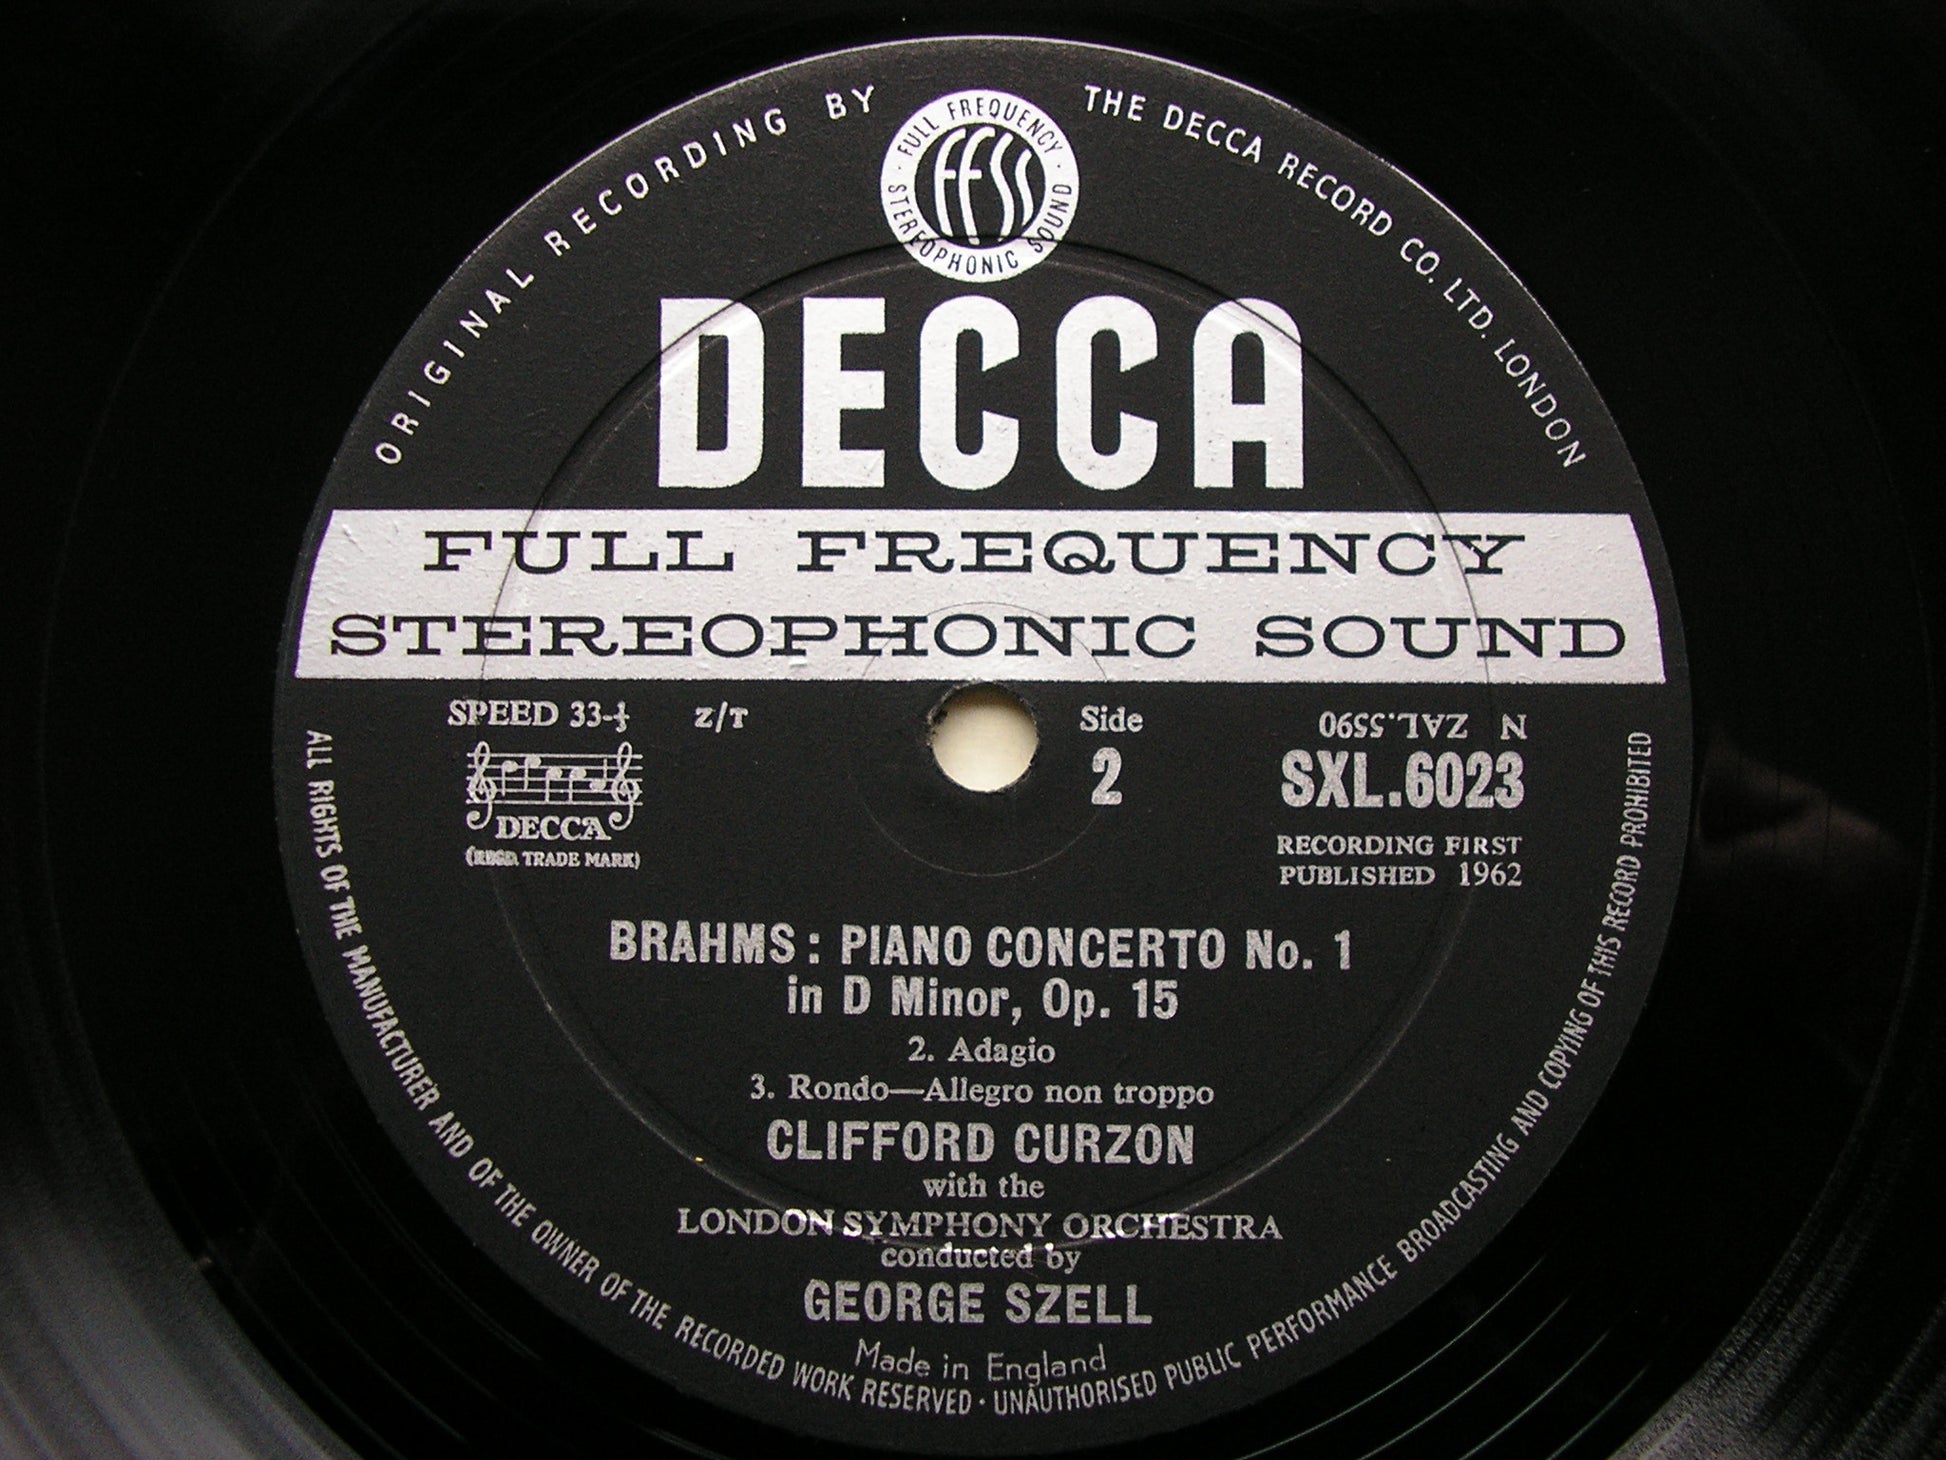 ORIGINAL RECORDING BY THE DECCA RECORD CO. LTD. LONDON
FULL FREQUENCY
STEREOPHONIC SOUND
FFSS
DECCA
FULL FREQUENCY
STEREOPHONIC SOUND
SPEED 33-⅓ Z/T
DECCA
(REGD. TRADE MARK)
Side
2
N ZAL.5590
SXL.6023
RECORDING FIRST
PUBLISHED 1962
BRAHMS: PIANO CONCERTO No. 1
in D Minor, Op. 15
2. Adagio
3. Rondo—Allegro non troppo
CLIFFORD CURZON
with the
LONDON SYMPHONY ORCHESTRA
conducted by
GEORGE SZELL
Made in England
ALL RIGHTS OF THE MANUFACTURER AND OF THE OWNER OF THE RECORDED WORK RESERVED · UNAUTHORISED PUBLIC PERFORMANCE BROADCASTING AND COPYING OF THIS RECORD PROHIBITED